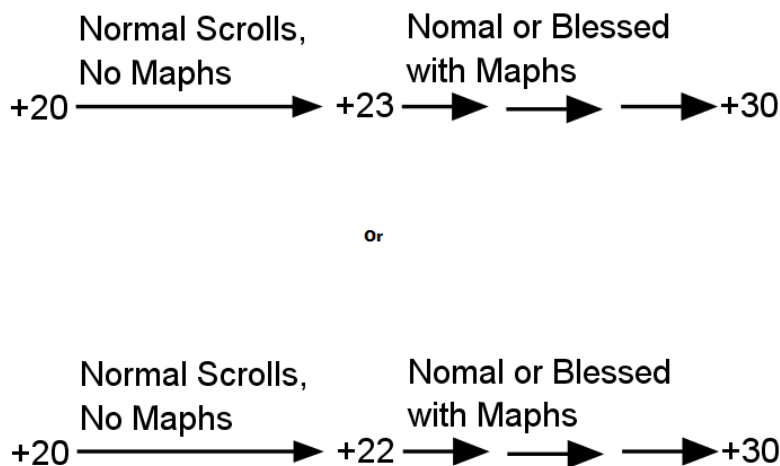 Normal Scrolls,
No Maphs
Nomal or Blessed
with Maphs
+20
+23
+30
Or
Normal Scrolls,
No Maphs
Nomal or Blessed
with Maphs
+20
+22
+30